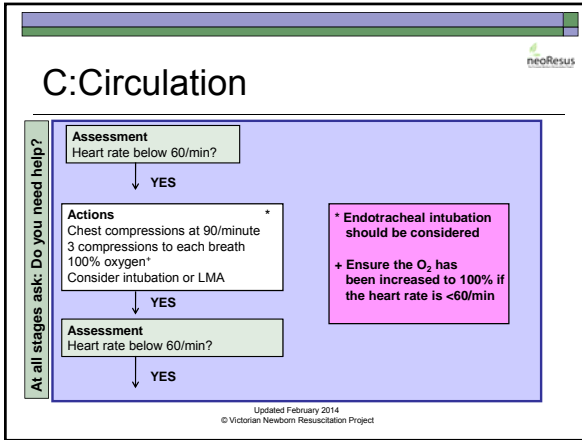 neoResus
C:Circulation
At all stages ask: Do you need help?
Assessment
Heart rate below 60/min?
YES
Actions *
Chest compressions at 90/minute
3 compressions to each breath
100% oxygen+
Consider intubation or LMA
YES
Assessment
Heart rate below 60/min?
YES
* Endotracheal intubation
should be considered
+ Ensure the O2 has
been increased to 100% if
the heart rate is <60/min
Updated February 2014
© Victorian Newborn Resuscitation Project